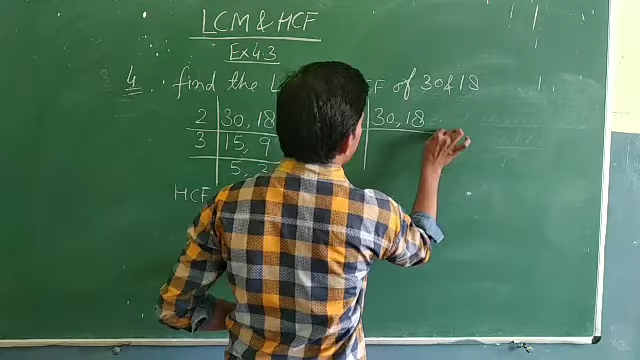 LCM & HCF
Ex 4.3
4. find the L F of 30 & 18
2 30, 18 30, 18
3 15, 9
5, 3
HCF